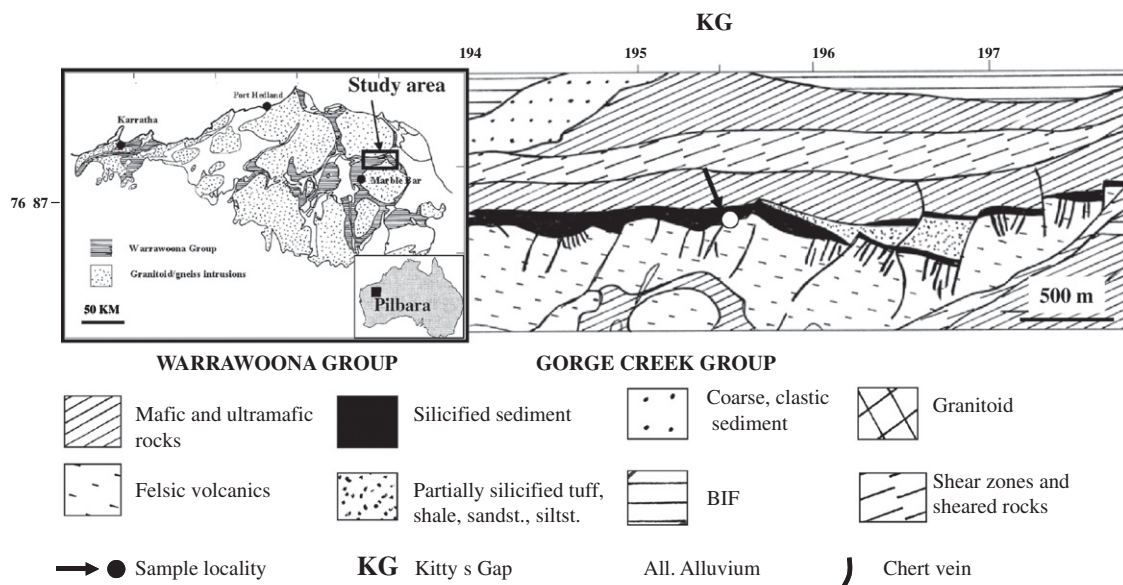 KG
194 195 196 197
Study area
Port Hedland
Karratha
Marble Bar
76 87
Warrawoona Group
Granitoid/gneiss intrusions
50 KM
Pilbara
500 m
WARRAWOONA GROUP GORGE CREEK GROUP
Mafic and ultramafic
rocks
Silicified sediment
Coarse, clastic
sediment
Granitoid
Felsic volcanics
Partially silicified tuff,
shale, sandst., siltst.
BIF
Shear zones and
sheared rocks
Sample locality
KG Kitty s Gap
All. Alluvium
Chert vein